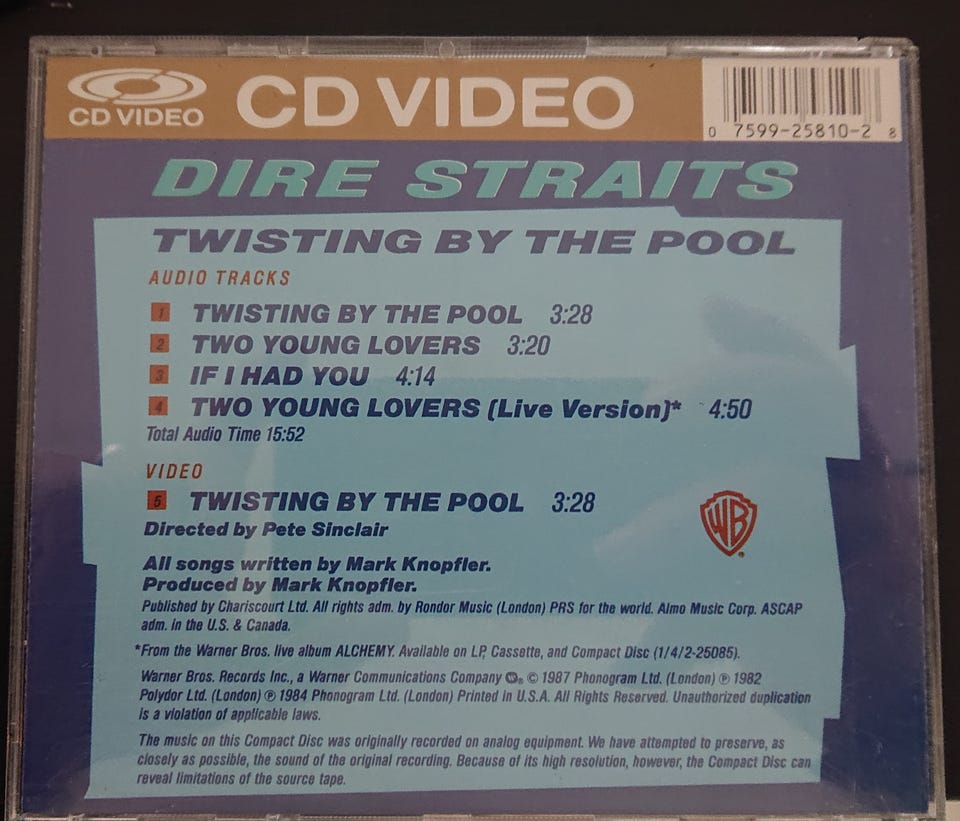 CD VIDEO
CD VIDEO
0 7599-25810-2 8
DIRE STRAITS
TWISTING BY THE POOL
AUDIO TRACKS
1 TWISTING BY THE POOL 3:28
2 TWO YOUNG LOVERS 3:20
3 IF I HAD YOU 4:14
4 TWO YOUNG LOVERS (Live Version)* 4:50
Total Audio Time 15:52
VIDEO
5 TWISTING BY THE POOL 3:28
Directed by Pete Sinclair
WB
All songs written by Mark Knopfler.
Produced by Mark Knopfler.
Published by Chariscourt Ltd. All rights adm. by Rondor Music (London) PRS for the world. Almo Music Corp. ASCAP
adm. in the U.S. & Canada.
*From the Warner Bros. live album ALCHEMY. Available on LP, Cassette, and Compact Disc (1/4/2-25085).
Warner Bros. Records Inc., a Warner Communications Company ® © 1987 Phonogram Ltd. (London) ℗ 1982
Polydor Ltd. (London) ℗ 1984 Phonogram Ltd. (London) Printed in U.S.A. All Rights Reserved. Unauthorized duplication
is a violation of applicable laws.
The music on this Compact Disc was originally recorded on analog equipment. We have attempted to preserve, as
closely as possible, the sound of the original recording. Because of its high resolution, however, the Compact Disc can
reveal limitations of the source tape.